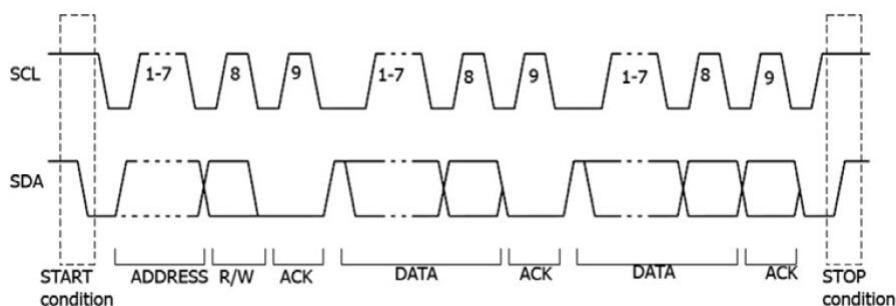 SCL
1-7
8
9
1-7
8
9
1-7
8
9
SDA
START
condition
ADDRESS
R/W
ACK
DATA
ACK
DATA
ACK
STOP
condition